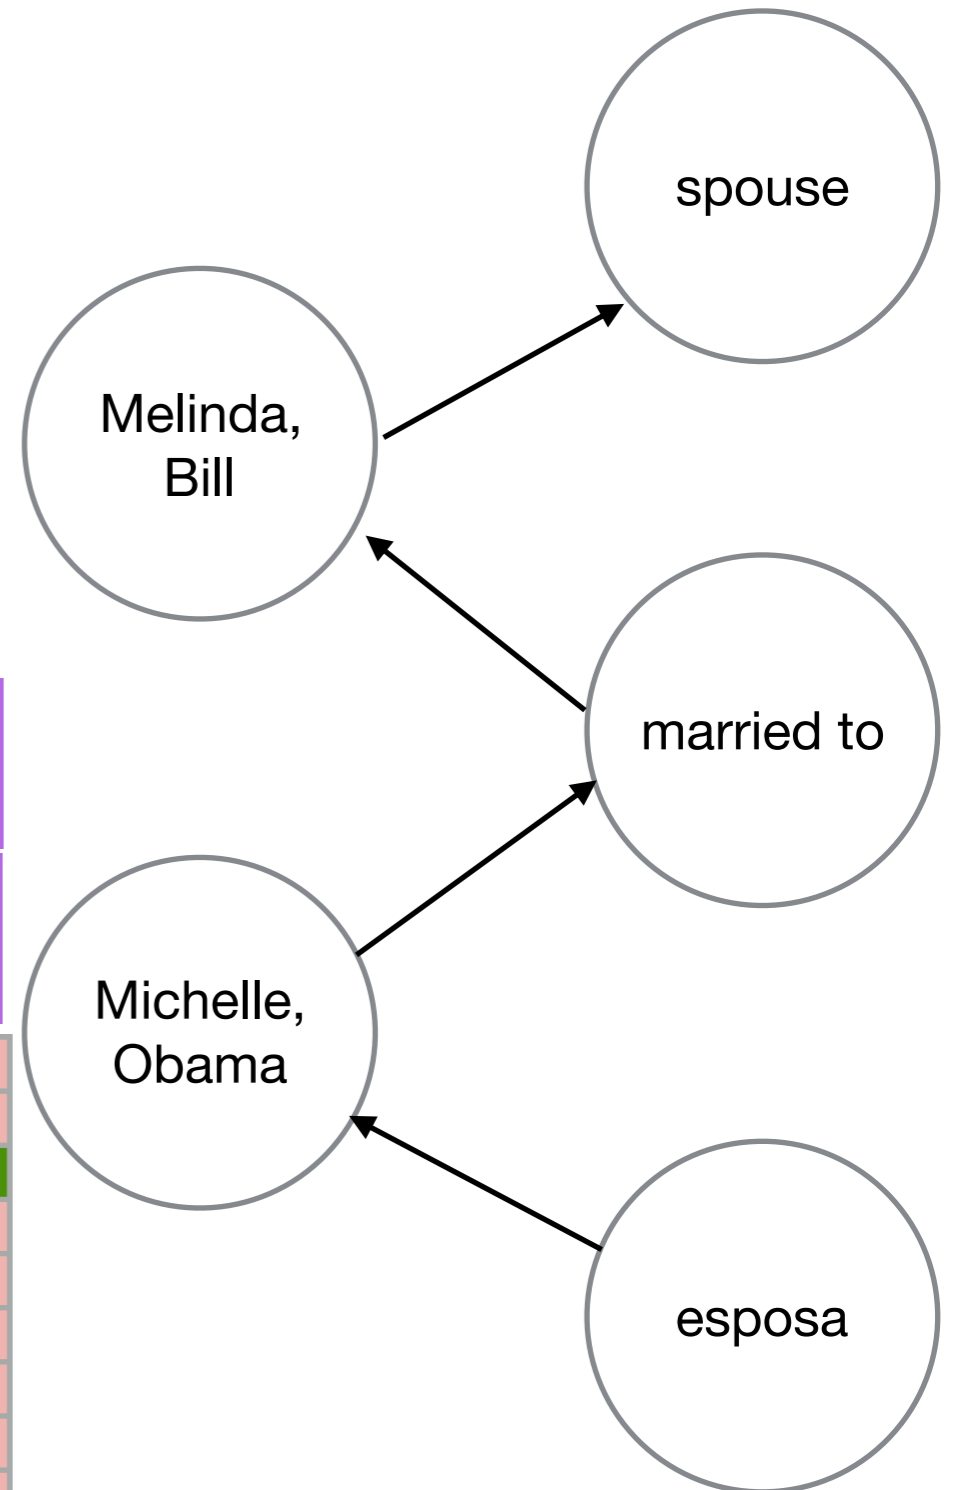 spouse
Melinda,
Bill
married to
Michelle,
Obama
esposa